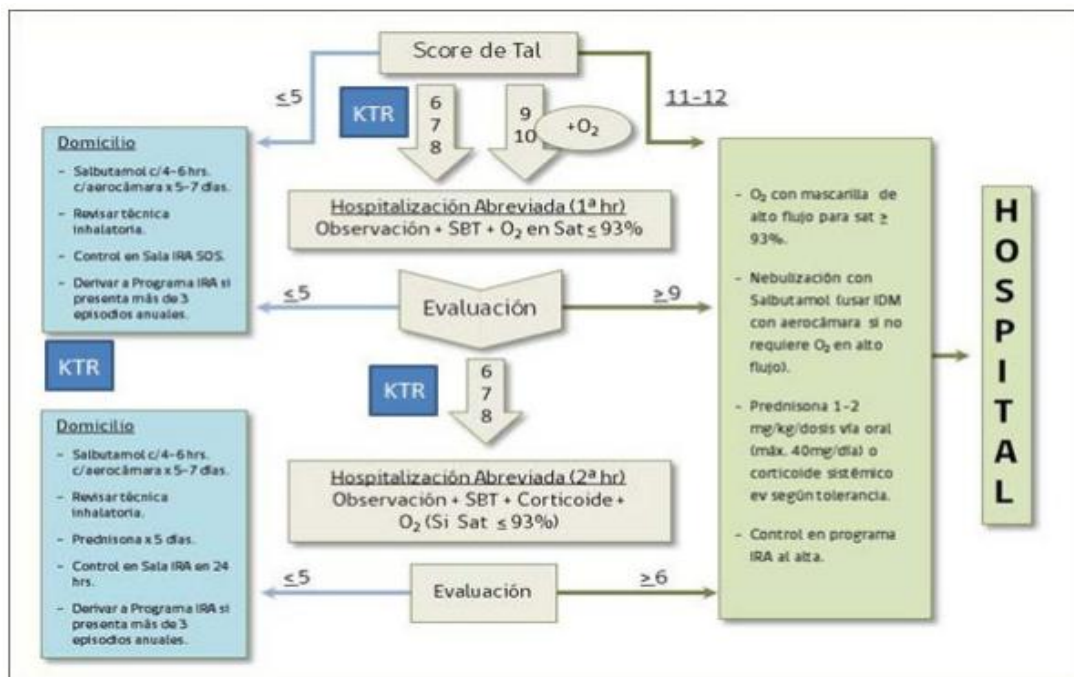 Score de Tal
≤5
KTR
6
7
8
9
10
+O₂
11-12
Domicilio
- Salbutamol c/4-6 hrs.
c/aerocámara x 5-7 días.
- Revisar técnica
inhalatoria.
- Control en Sala IRA SOS.
- Derivar a Programa IRA si
presenta más de 3
episodios anuales.
Hospitalización Abreviada (1ª hr)
Observación + SBT + O₂ en Sat ≤ 93%
≤5
Evaluación
≥9
KTR
KTR
6
7
8
Domicilio
- Salbutamol c/4-6 hrs.
c/aerocámara x 5-7 días.
- Revisar técnica
inhalatoria.
- Prednisona x 5 días.
- Control en Sala IRA en 24
hrs.
- Derivar a Programa IRA si
presenta más de 3
episodios anuales.
Hospitalización Abreviada (2ª hr)
Observación + SBT + Corticoide +
O₂ (Si Sat ≤ 93%)
≤5
Evaluación
≥6
- O₂ con mascarilla de
alto flujo para sat ≥
93%.
- Nebulización con
Salbutamol (usar IDM
con aerocámara si no
requiere O₂ en alto
flujo).
- Prednisona 1-2
mg/kg/dosis vía oral
(máx. 40mg/día) o
corticoide sistémico
ev según tolerancia.
- Control en programa
IRA al alta.
HOSPITAL